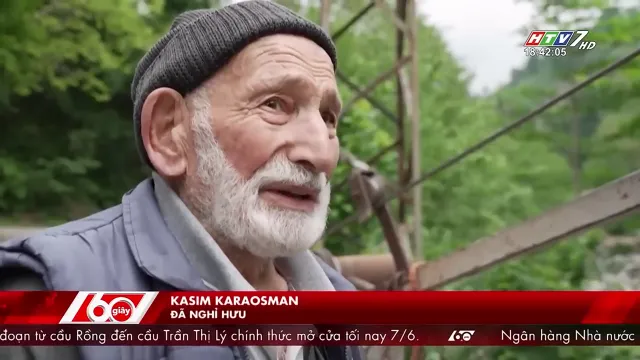 HTV7 HD
18:42:05
KASIM KARAOSMAN
60 giây
ĐÃ NGHỈ HƯU
đoạn từ cầu Rồng đến cầu Trần Thị Lý chính thức mở cửa tối nay 7/6. 60 Ngân hàng Nhà nước